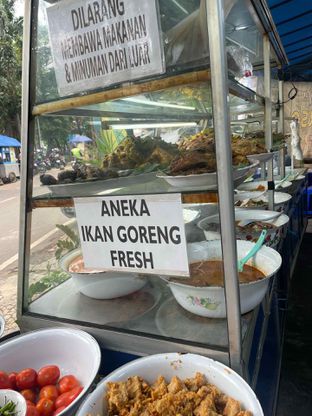 DILARANG
MEMBAWA MAKANAN
& MINUMAN DARI LUAR
ANEKA
IKAN GORENG
FRESH